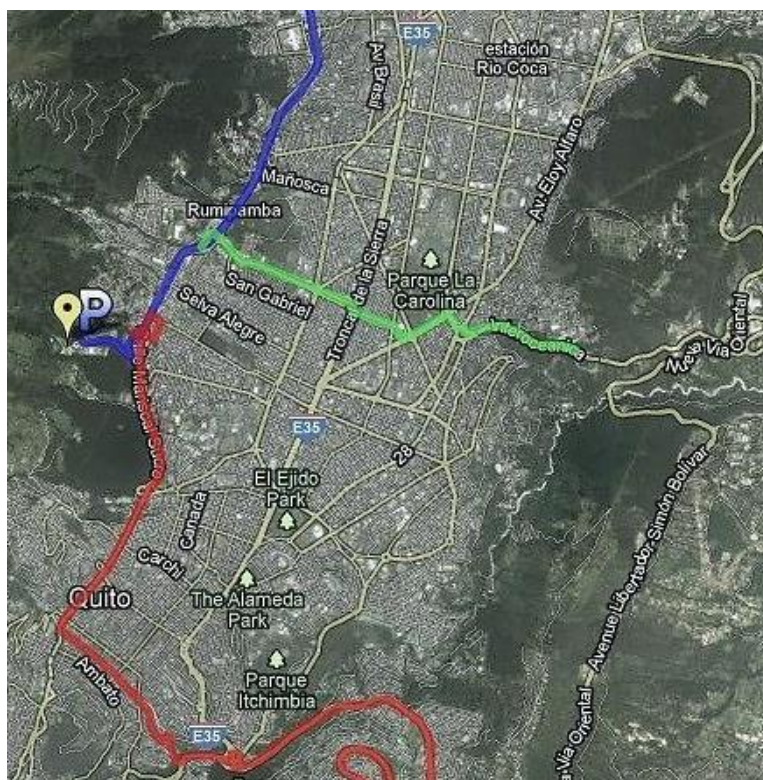 E35
estación
Rio Coca
Av Brasil
Av. Eloy Alfaro
Mañosca
Rumipamba
Parque La
Carolina
San Gabriel
Troncal de la Sierra
Selva Alegre
P
Interoceanica
Nueva Vía
Oriental
E35
28
El Ejido
Park
Canada
Carchi
Avenue Libertador Simón Bolívar
Quito
The Alameda
Park
Ambato
Parque
Itchimbia
E35
Vía Oriental